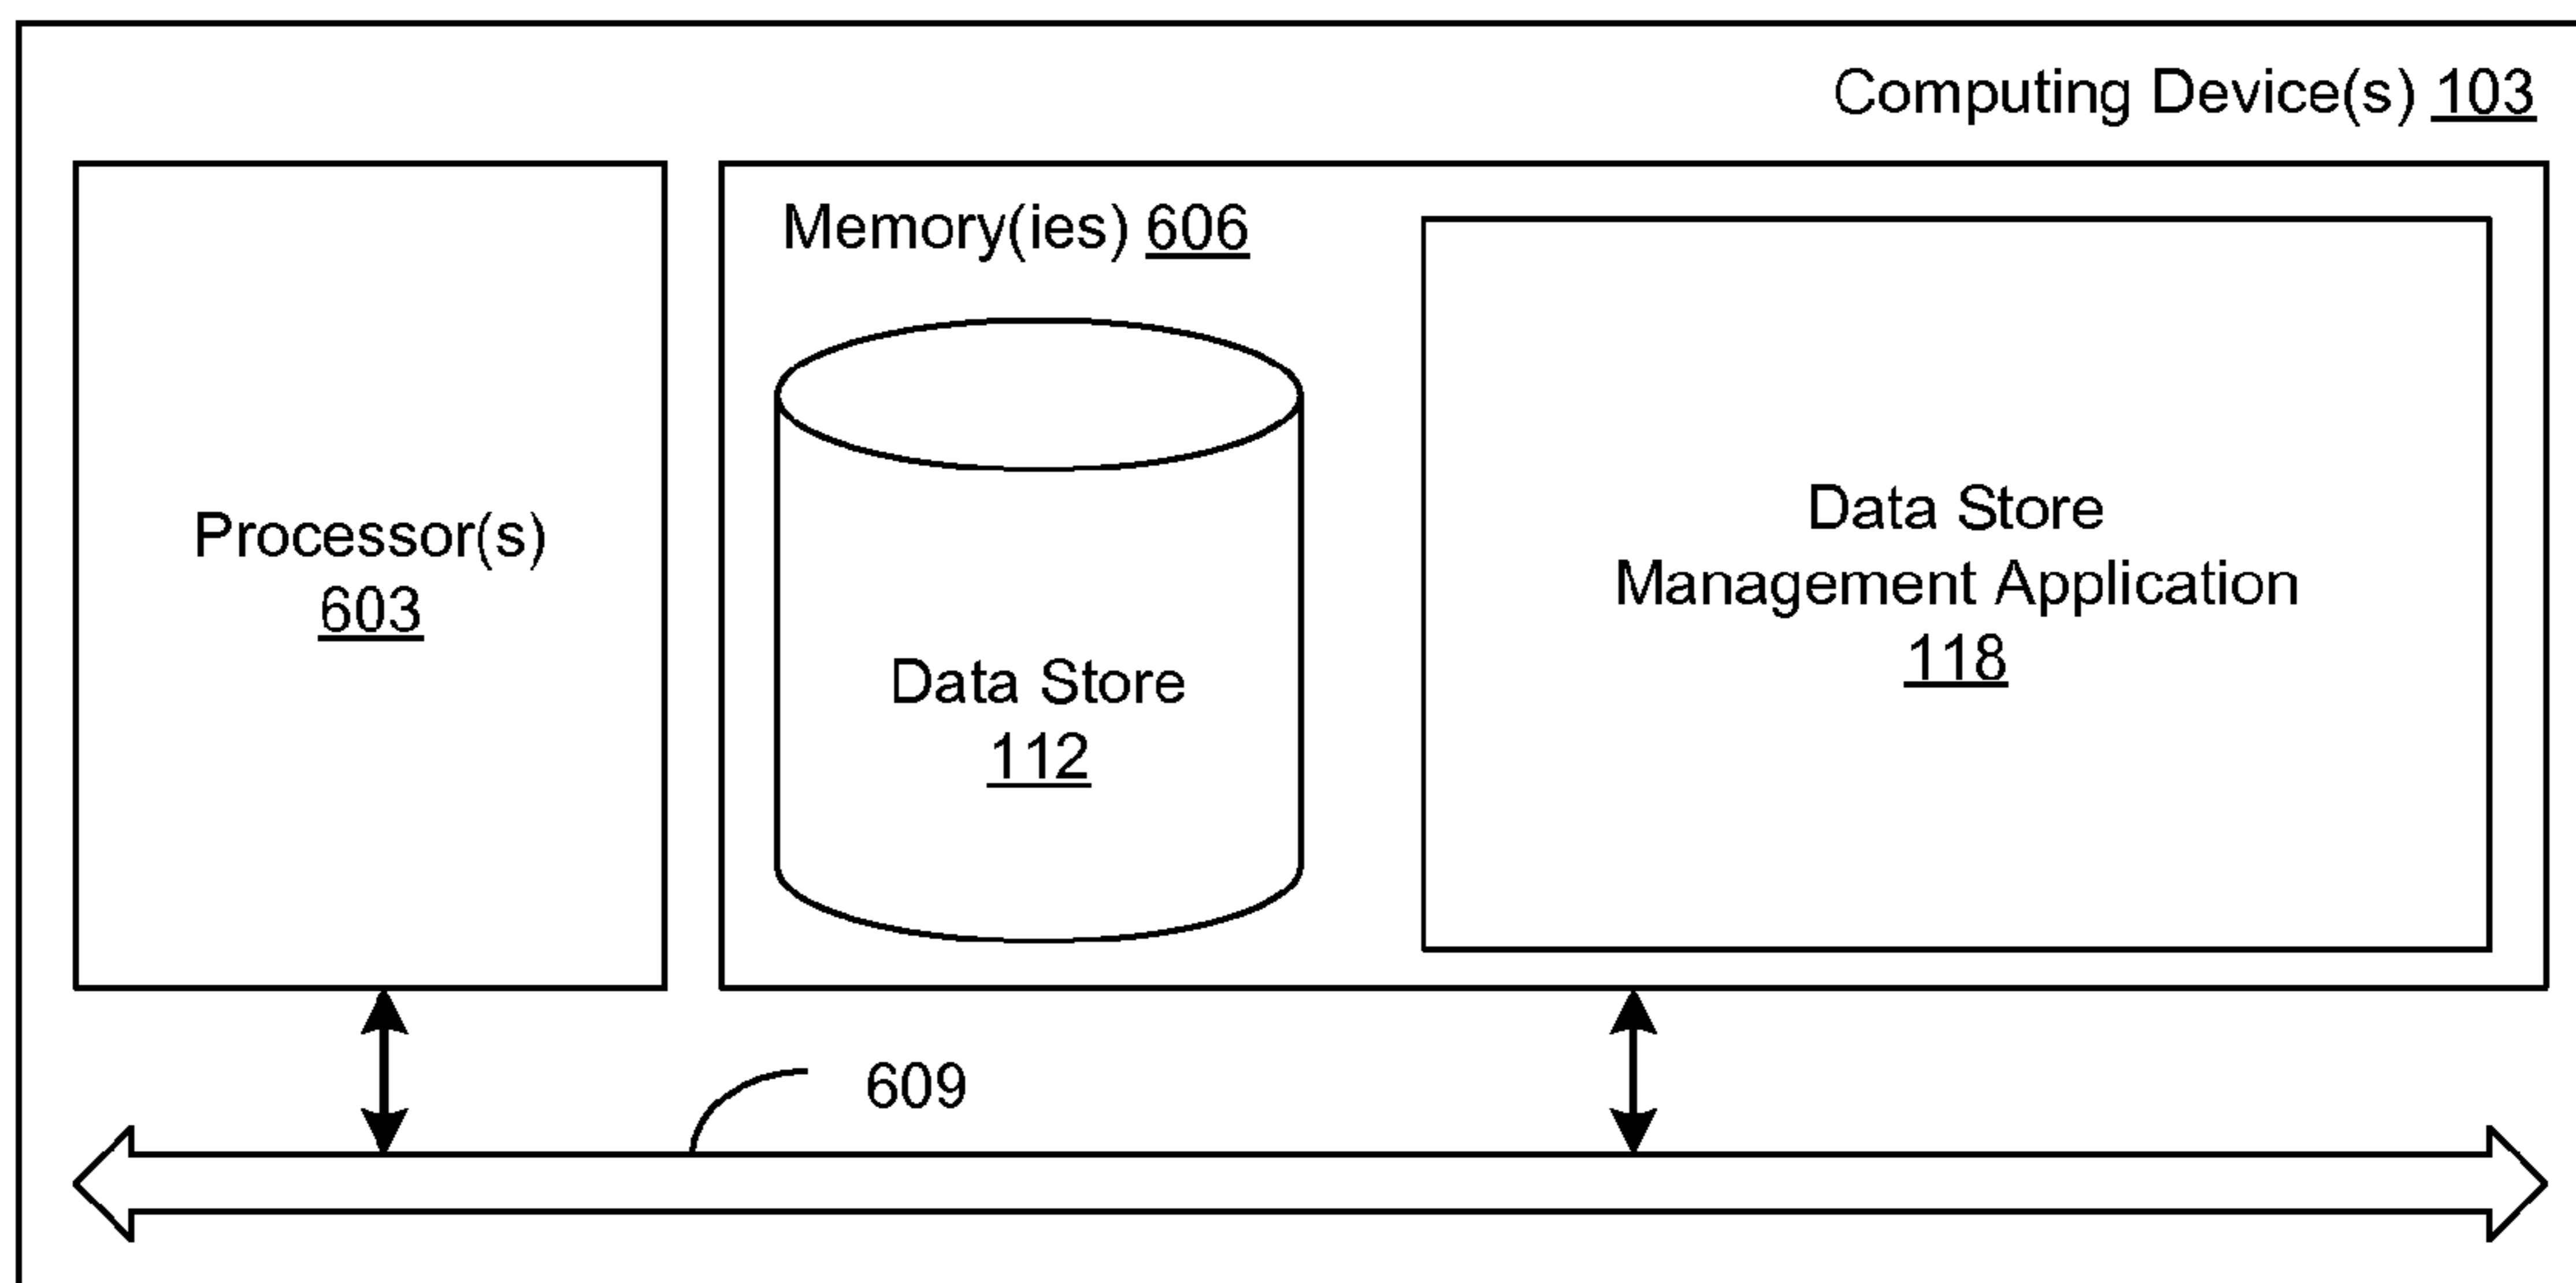 Computing Device(s) 103
Memory(ies) 606
Processor(s)
603
Data Store
112
Data Store
Management Application
118
609